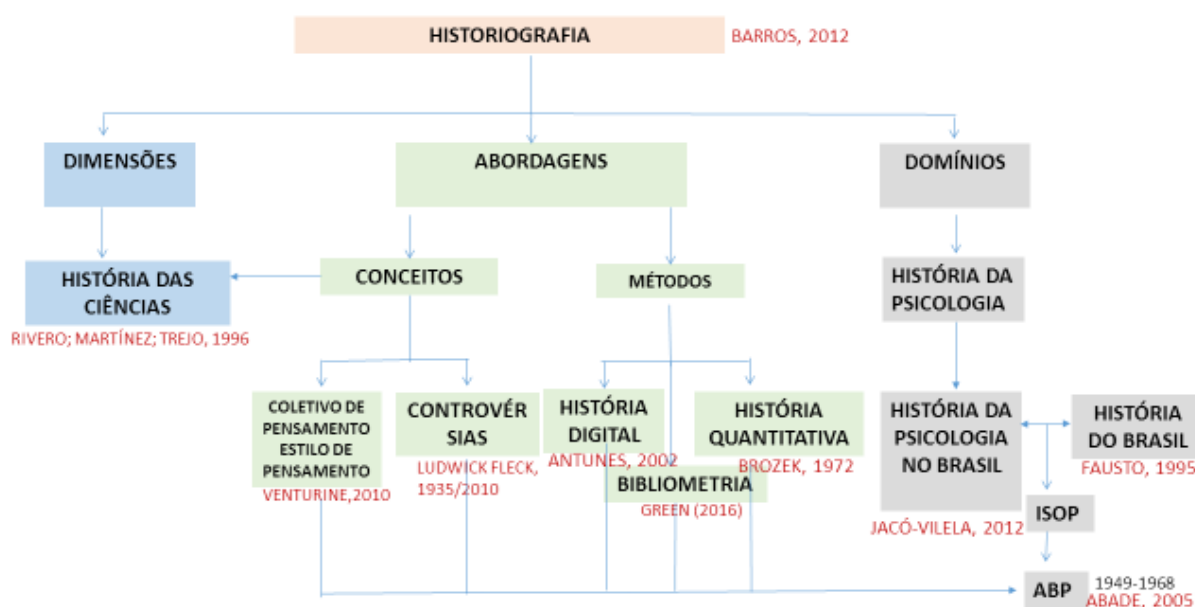 HISTORIOGRAFIA
BARROS, 2012
DIMENSÕES
ABORDAGENS
DOMÍNIOS
HISTÓRIA DAS
CIÊNCIAS
RIVERO; MARTÍNEZ; TREJO, 1996
CONCEITOS
MÉTODOS
HISTÓRIA DA
PSICOLOGIA
COLETIVO DE
PENSAMENTO
ESTILO DE
PENSAMENTO
VENTURINE,2010
CONTROVÉR
SIAS
LUDWICK FLECK,
1935/2010
HISTÓRIA
DIGITAL
ANTUNES, 2002
HISTÓRIA
QUANTITATIVA
BROZEK, 1972
BIBLIOMETRIA
GREEN (2016)
HISTÓRIA DA
PSICOLOGIA
NO BRASIL
JACÓ-VILELA, 2012
HISTÓRIA
DO BRASIL
FAUSTO, 1995
ISOP
ABP
1949-1968
ABADE, 2005